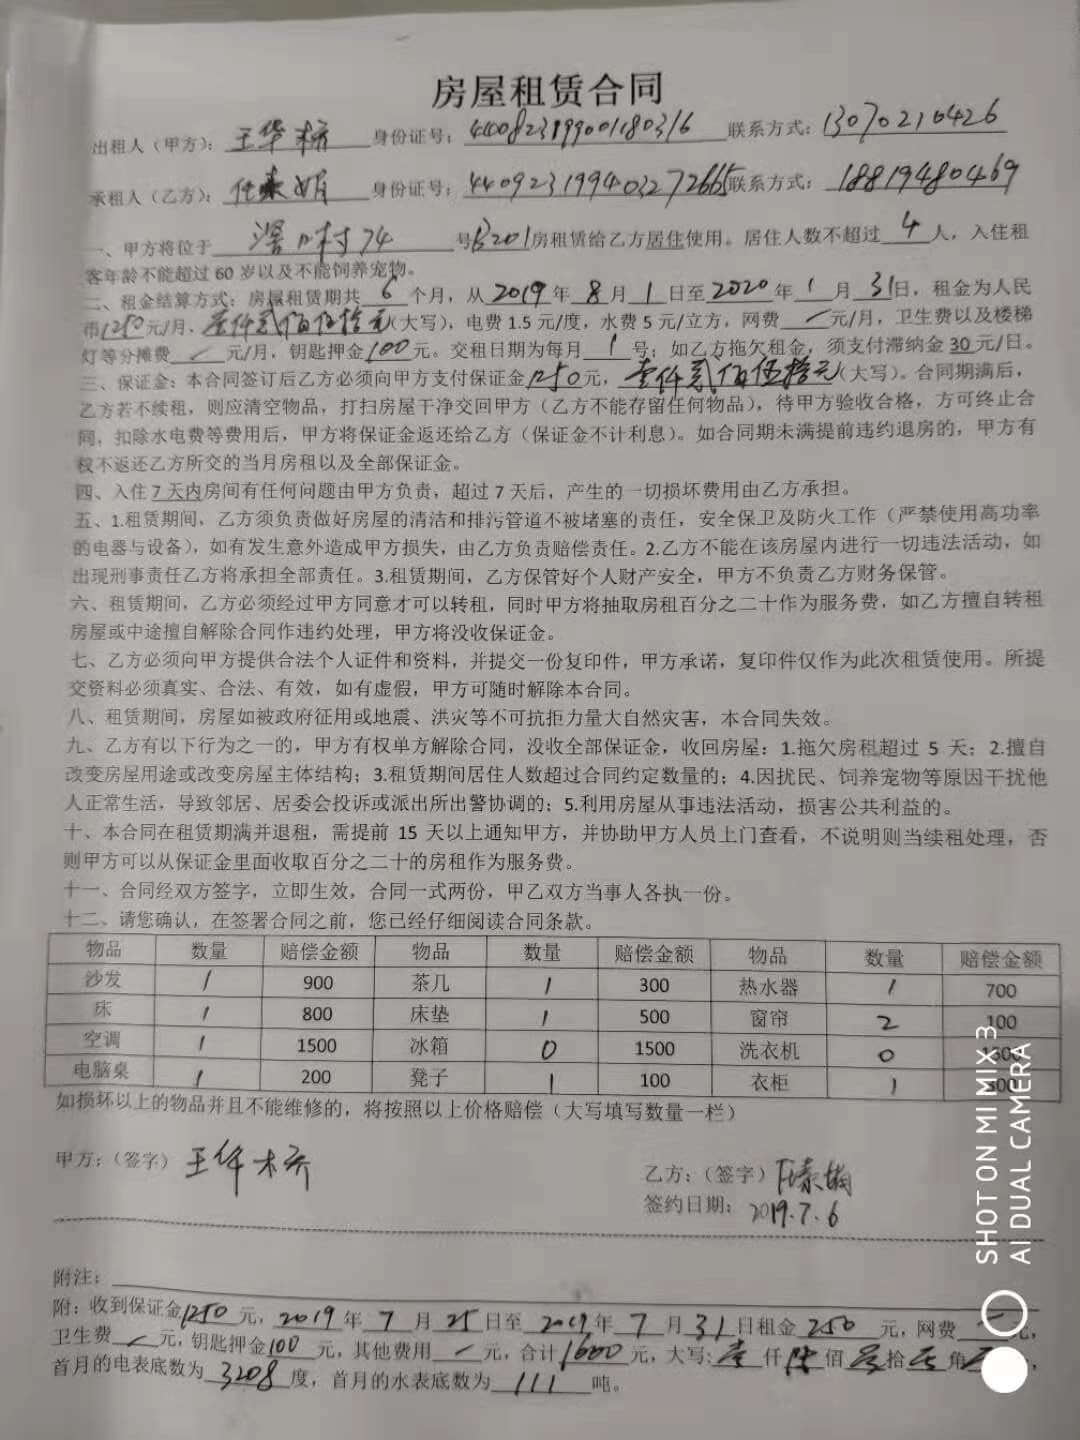 房屋租赁合同
出租人（甲方）：王华桥 身份证号：440823199001180316 联系方式：13070210426
承租人（乙方）： 身份证号：440923199403272665 联系方式：18819480469
一、甲方将位于 村74 号B201房租赁给乙方居住使用。居住人数不超过 4 人，入住租
客年龄不能超过 60 岁以及不能饲养宠物。
二、租金结算方式：房屋租赁期共 6 个月，从 2019 年 8 月 1 日至 2020 年 1 月 31日，租金为人民
币1250元/月，壹仟贰佰伍拾元（大写），电费 1.5 元/度，水费 5 元/立方，网费 / 元/月，卫生费以及楼梯
灯等分摊费 / 元/月，钥匙押金100元。交租日期为每月 1 号；如乙方拖欠租金，须支付滞纳金 30 元/日。
三、保证金：本合同签订后乙方必须向甲方支付保证金1250元，壹仟贰佰伍拾元（大写）。合同期满后，
乙方若不续租，则应清空物品，打扫房屋干净交回甲方（乙方不能存留任何物品），待甲方验收合格，方可终止合
同，扣除水电费等费用后，甲方将保证金返还给乙方（保证金不计利息）。如合同期未满提前违约退房的，甲方有
权不返还乙方所交的当月房租以及全部保证金。
四、入住 7 天内房间有任何问题由甲方负责，超过 7 天后，产生的一切损坏费用由乙方承担。
五、1.租赁期间，乙方须负责做好房屋的清洁和排污管道不被堵塞的责任，安全保卫及防火工作（严禁使用高功率
的电器与设备），如有发生意外造成甲方损失，由乙方负责赔偿责任。2.乙方不能在该房屋内进行一切违法活动，如
出现刑事责任乙方将承担全部责任。3.租赁期间，乙方保管好个人财产安全，甲方不负责乙方财务保管。
六、租赁期间，乙方必须经过甲方同意才可以转租，同时甲方将抽取房租百分之二十作为服务费，如乙方擅自转租
房屋或中途擅自解除合同作违约处理，甲方将没收保证金。
七、乙方必须向甲方提供合法个人证件和资料，并提交一份复印件，甲方承诺，复印件仅作为此次租赁使用。所提
交资料必须真实、合法、有效，如有虚假，甲方可随时解除本合同。
八、租赁期间，房屋如被政府征用或地震、洪灾等不可抗拒力量大自然灾害，本合同失效。
九、乙方有以下行为之一的，甲方有权单方解除合同，没收全部保证金，收回房屋：1.拖欠房租超过 5 天；2.擅自
改变房屋用途或改变房屋主体结构；3.租赁期间居住人数超过合同约定数量的；4.因扰民、饲养宠物等原因干扰他
人正常生活，导致邻居、居委会投诉或派出所出警协调的；5.利用房屋从事违法活动，损害公共利益的。
十、本合同在租赁期满并退租，需提前 15 天以上通知甲方，并协助甲方人员上门查看，不说明则当续租处理，否
则甲方可以从保证金里面收取百分之二十的房租作为服务费。
十一、合同经双方签字，立即生效，合同一式两份，甲乙双方当事人各执一份。
十二、请您确认，在签署合同之前，您已经仔细阅读合同条款。
物品 数量 赔偿金额 物品 数量 赔偿金额 物品 数量 赔偿金额
沙发 1 900 茶几 1 300 热水器 1 700
床 1 800 床垫 1 500 窗帘 2 100
空调 1 1500 冰箱 0 1500 洗衣机 0
电脑桌 1 200 凳子 1 100 衣柜 1
如损坏以上的物品并且不能维修的，将按照以上价格赔偿（大写填写数量一栏）
甲方：（签字）王华桥
乙方：（签字）
签约日期：2019.7.6
附注：
附：收到保证金1250元，2019年 7 月 25日至 2019年 7 月 31日租金 250 元，网费 / 元，
卫生费 / 元，钥匙押金100 元，其他费用 / 元，合计1600元，大写：壹仟陆佰零拾 角
首月的电表底数为 3208 度，首月的水表底数为 111 吨。
SHOT ON MI MIX 3
AI DUAL CAMERA